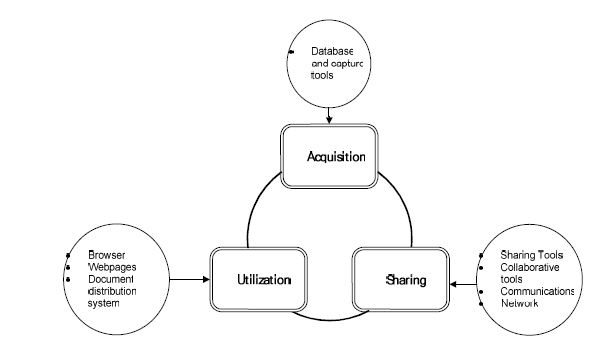 • Database
and capture
tools
Acquisition
• Browser
• Webpages
• Document
distribution
system
Utilization
Sharing
• Sharing Tools
• Collaborative
tools
• Communications
• Network